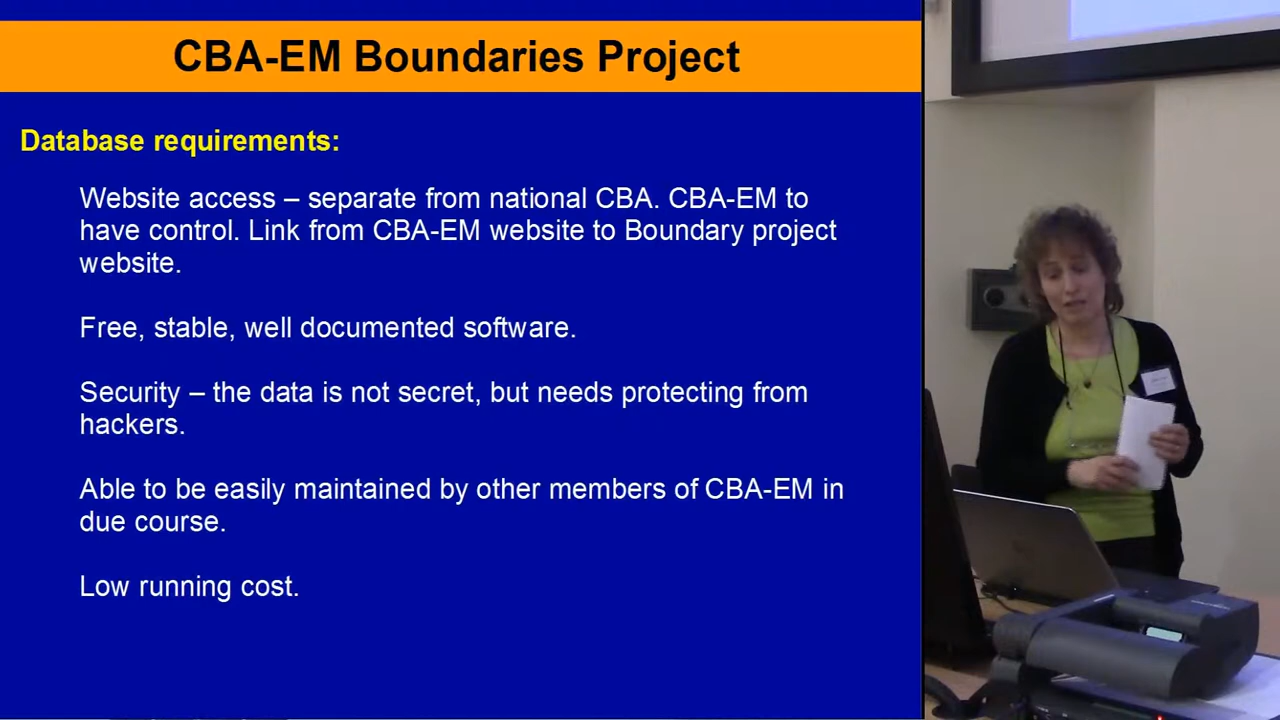 CBA-EM Boundaries Project
Database requirements:
Website access – separate from national CBA. CBA-EM to
have control. Link from CBA-EM website to Boundary project
website.
Free, stable, well documented software.
Security – the data is not secret, but needs protecting from
hackers.
Able to be easily maintained by other members of CBA-EM in
due course.
Low running cost.